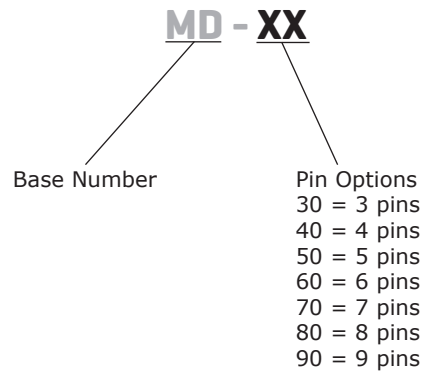 MD - XX
Base Number
Pin Options
30 = 3 pins
40 = 4 pins
50 = 5 pins
60 = 6 pins
70 = 7 pins
80 = 8 pins
90 = 9 pins